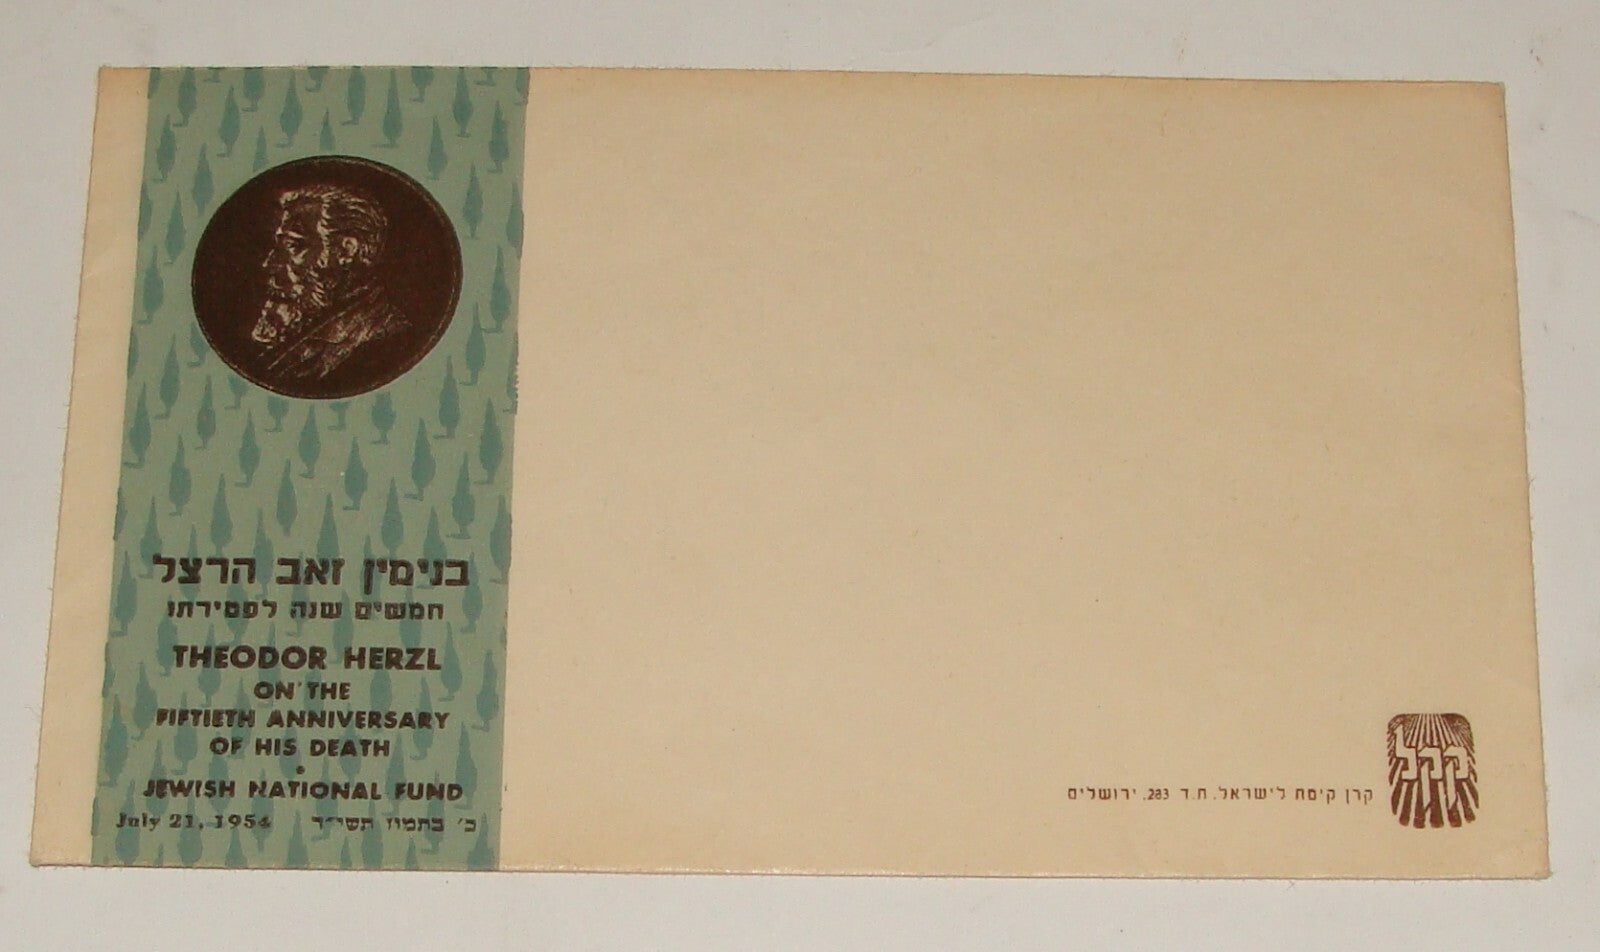 בנימין זאב הרצל
חמשים שנה לפטירתו
THEODOR HERZL
ON THE
FIFTIETH ANNIVERSARY
OF HIS DEATH
•
JEWISH NATIONAL FUND
July 21, 1954 כ׳ בתמוז תשי״ד
קרן קימת לישראל. ת.ד 283. ירושלים
קקל